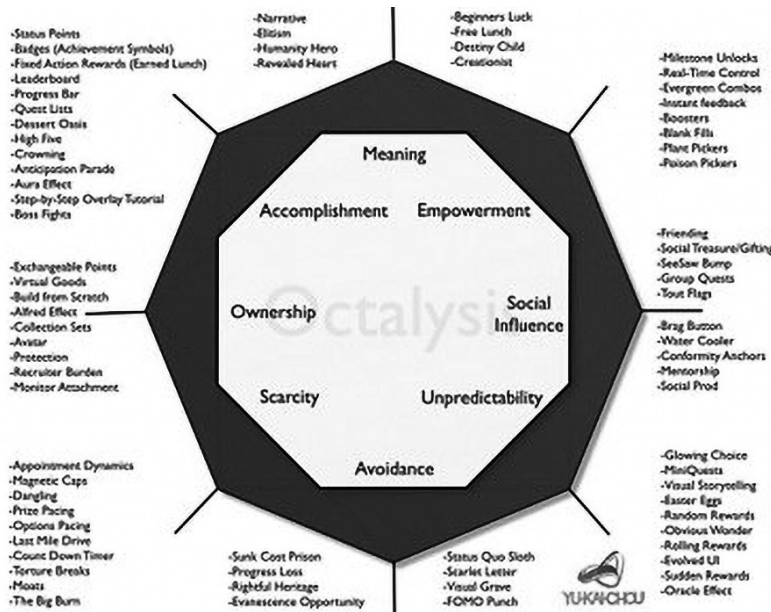 -Narrative
-Elitism
-Humanity Hero
-Revealed Heart
-Beginners Luck
-Free Lunch
-Destiny Child
-Creationist
-Status Points
-Badges (Achievement Symbols)
-Fixed Action Rewards (Earned Lunch)
-Leaderboard
-Progress Bar
-Quest Lists
-Dessert Oasis
-High Five
-Crowning
-Anticipation Parade
-Aura Effect
-Step-by-Step Overlay Tutorial
-Boss Fights
-Milestone Unlocks
-Real-Time Control
-Evergreen Combos
-Instant feedback
-Boosters
-Blank Fills
-Plant Pickers
-Poison Pickers
Meaning
Accomplishment
Empowerment
Ownership
Octalysis
Social
Influence
Scarcity
Unpredictability
Avoidance
-Exchangeable Points
-Virtual Goods
-Build from Scratch
-Alfred Effect
-Collection Sets
-Avatar
-Protection
-Recruiter Burden
-Monitor Attachment
-Friending
-Social Treasure/Gifting
-SeeSaw Bump
-Group Quests
-Tout Flags
-Brag Button
-Water Cooler
-Conformity Anchors
-Mentorship
-Social Prod
-Appointment Dynamics
-Magnetic Caps
-Dangling
-Prize Pacing
-Options Pacing
-Last Mile Drive
-Count Down Timer
-Torture Breaks
-Moats
-The Big Burn
-Sunk Cost Prison
-Progress Loss
-Rightful Heritage
-Evanescence Opportunity
-Status Quo Sloth
-Scarlet Letter
-Visual Grave
-FOMO Punch
-Glowing Choice
-MiniQuests
-Visual Storytelling
-Easter Eggs
-Random Rewards
-Obvious Wonder
-Rolling Rewards
-Evolved UI
-Sudden Rewards
-Oracle Effect
YU-KAI CHOU